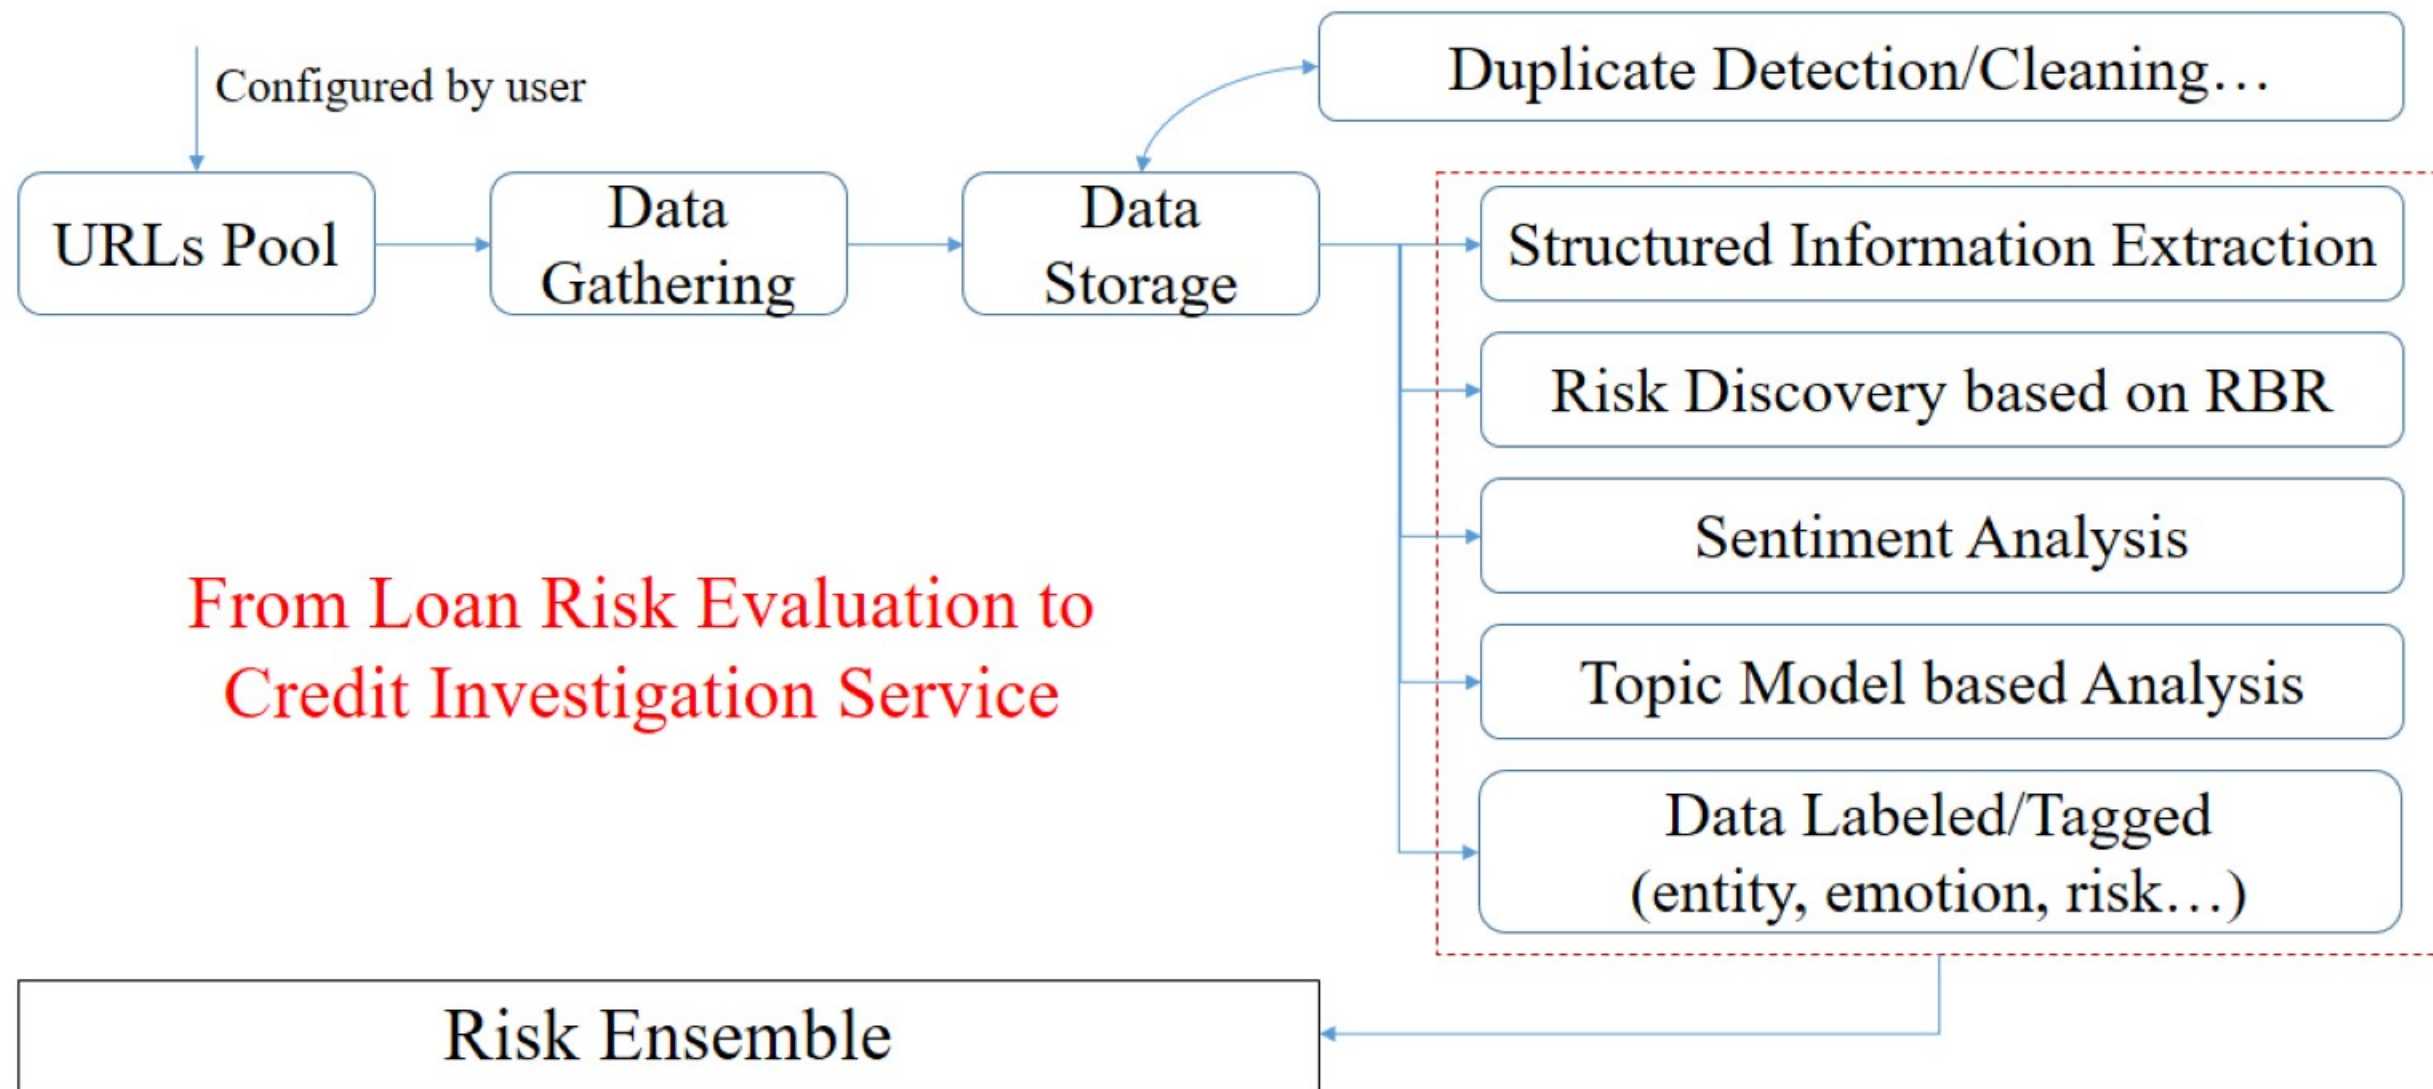 Duplicate Detection/Cleaning…
Configured by user
URLs Pool
Data
Gathering
Data
Storage
Structured Information Extraction
Risk Discovery based on RBR
Sentiment Analysis
Topic Model based Analysis
Data Labeled/Tagged
(entity, emotion, risk…)
From Loan Risk Evaluation to
Credit Investigation Service
Risk Ensemble